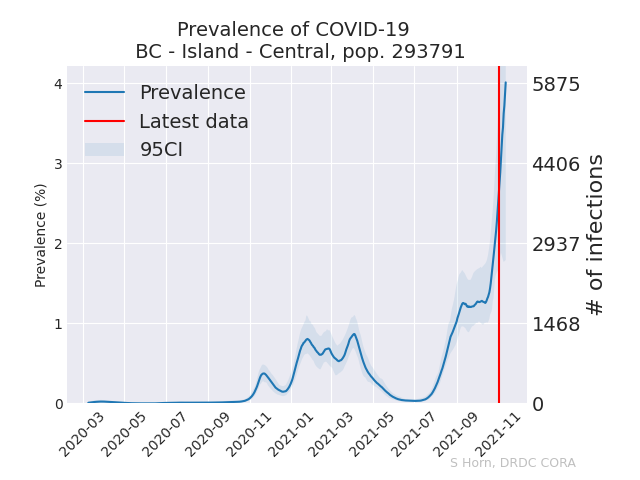 Prevalence of COVID-19
BC - Island - Central, pop. 293791
Prevalence
Latest data
95CI
Prevalence (%)
4
3
2
1
0
5875
4406
2937
1468
0
# of infections
2020-03
2020-05
2020-07
2020-09
2020-11
2021-01
2021-03
2021-05
2021-07
2021-09
2021-11
S Horn, DRDC CORA